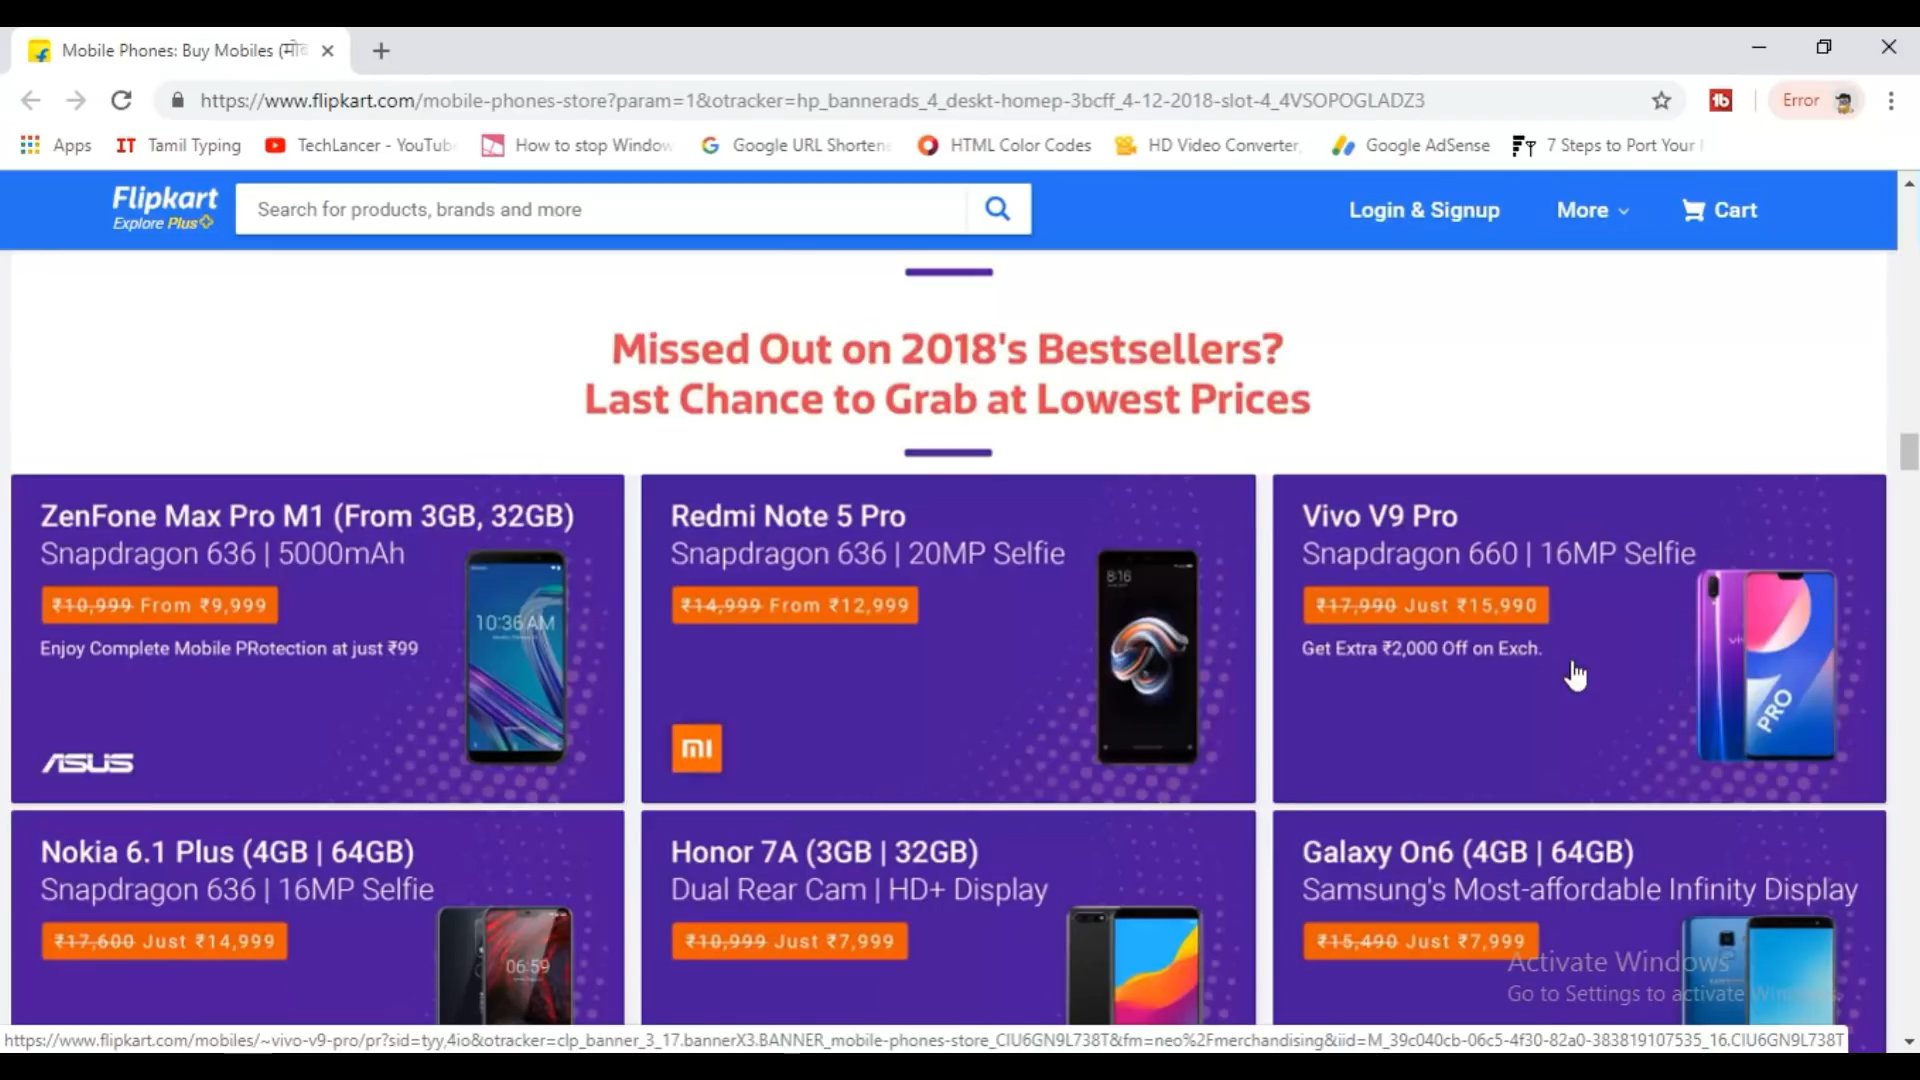 Mobile Phones: Buy Mobiles (मोब
https://www.flipkart.com/mobile-phones-store?param=1&otracker=hp_bannerads_4_deskt-homep-3bcff_4-12-2018-slot-4_4VSOPOGLADZ3
Error
Apps
IT Tamil Typing
TechLancer - YouTub
How to stop Window
Google URL Shortene
HTML Color Codes
HD Video Converter,
Google AdSense
7 Steps to Port Your
Flipkart
Explore Plus
Search for products, brands and more
Login & Signup
More
Cart
Missed Out on 2018's Bestsellers?
Last Chance to Grab at Lowest Prices
ZenFone Max Pro M1 (From 3GB, 32GB)
Snapdragon 636 | 5000mAh
₹10,999 From ₹9,999
Enjoy Complete Mobile PRotection at just ₹99
10:36 AM
ASUS
Redmi Note 5 Pro
Snapdragon 636 | 20MP Selfie
₹14,999 From ₹12,999
8:16
MI
Vivo V9 Pro
Snapdragon 660 | 16MP Selfie
₹17,990 Just ₹15,990
Get Extra ₹2,000 Off on Exch.
PRO
Nokia 6.1 Plus (4GB | 64GB)
Snapdragon 636 | 16MP Selfie
₹17,600 Just ₹14,999
06:59
Honor 7A (3GB | 32GB)
Dual Rear Cam | HD+ Display
₹10,999 Just ₹7,999
Galaxy On6 (4GB | 64GB)
Samsung's Most-affordable Infinity Display
₹15,490 Just ₹7,999
Activate Windows
Go to Settings to activate Windows.
https://www.flipkart.com/mobiles/~vivo-v9-pro/pr?sid=tyy,4io&otracker=clp_banner_3_17.bannerX3.BANNER_mobile-phones-store_CIU6GN9L738T&fm=neo%2Fmerchandising&iid=M_39c040cb-06c5-4f30-82a0-383819107535_16.CIU6GN9L738T